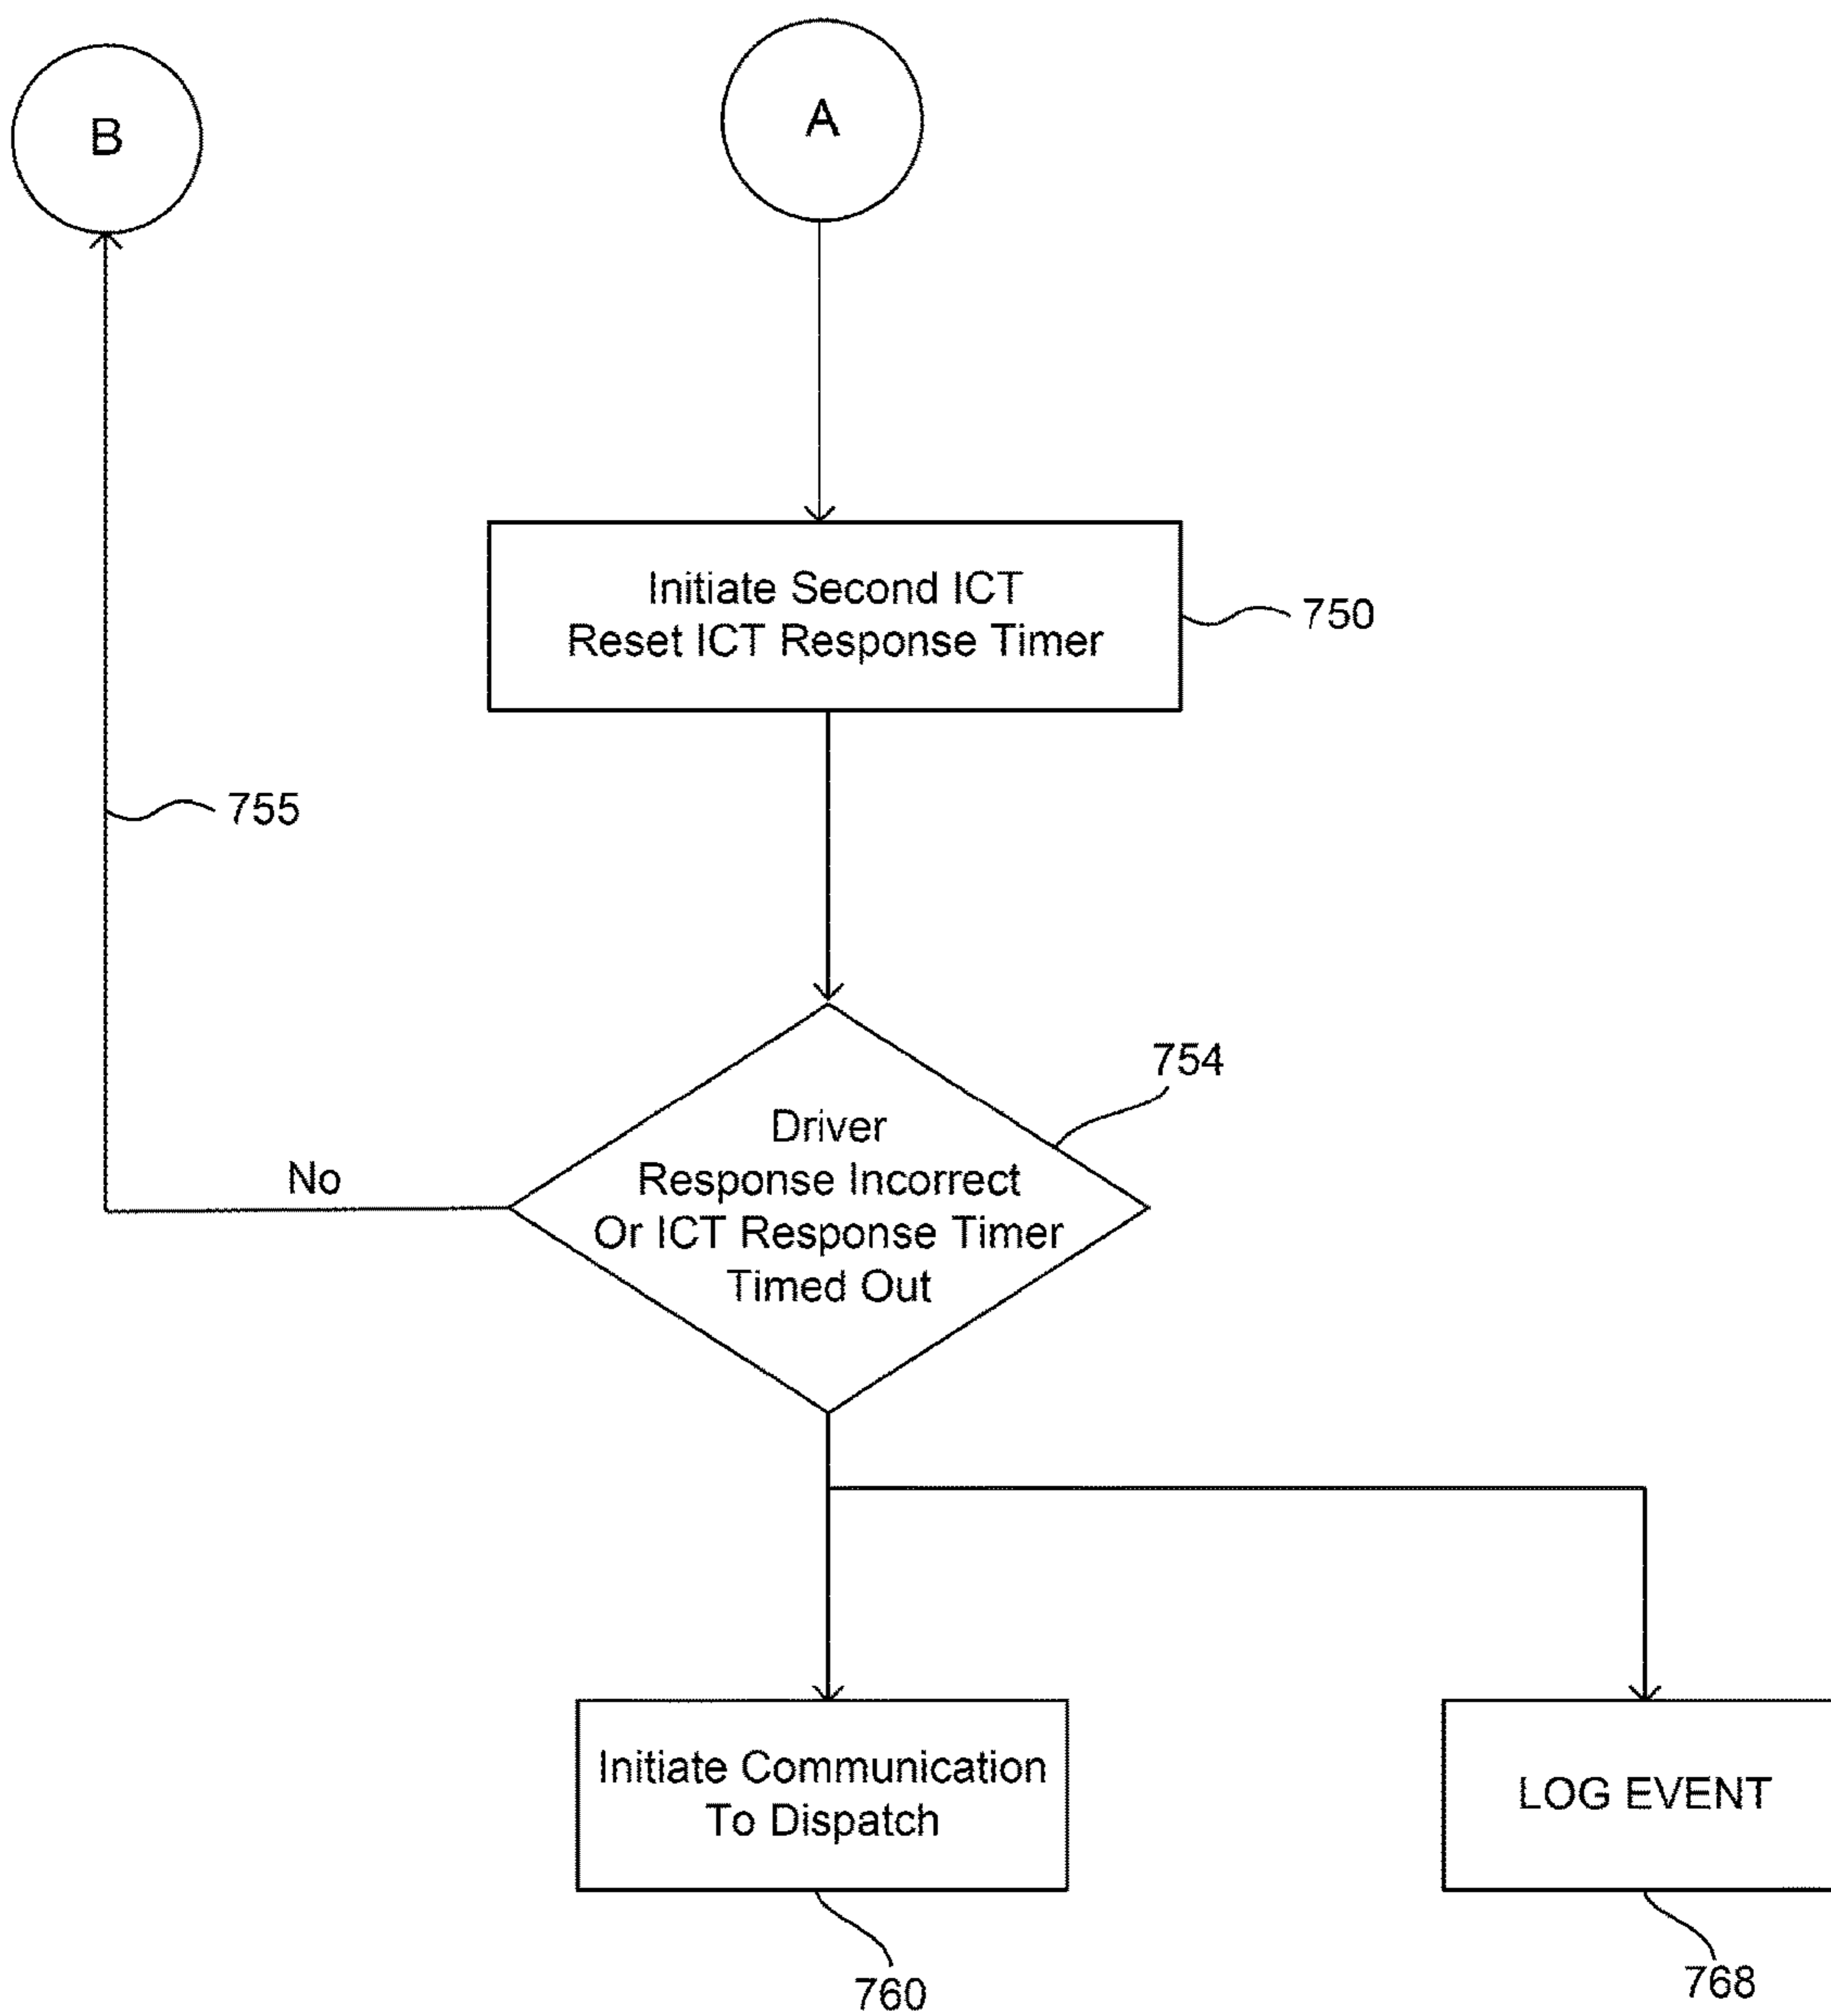 B
A
Initiate Second ICT
Reset ICT Response Timer
750
755
754
Driver
Response Incorrect
Or ICT Response Timer
Timed Out
No
Initiate Communication
To Dispatch
LOG EVENT
760
768